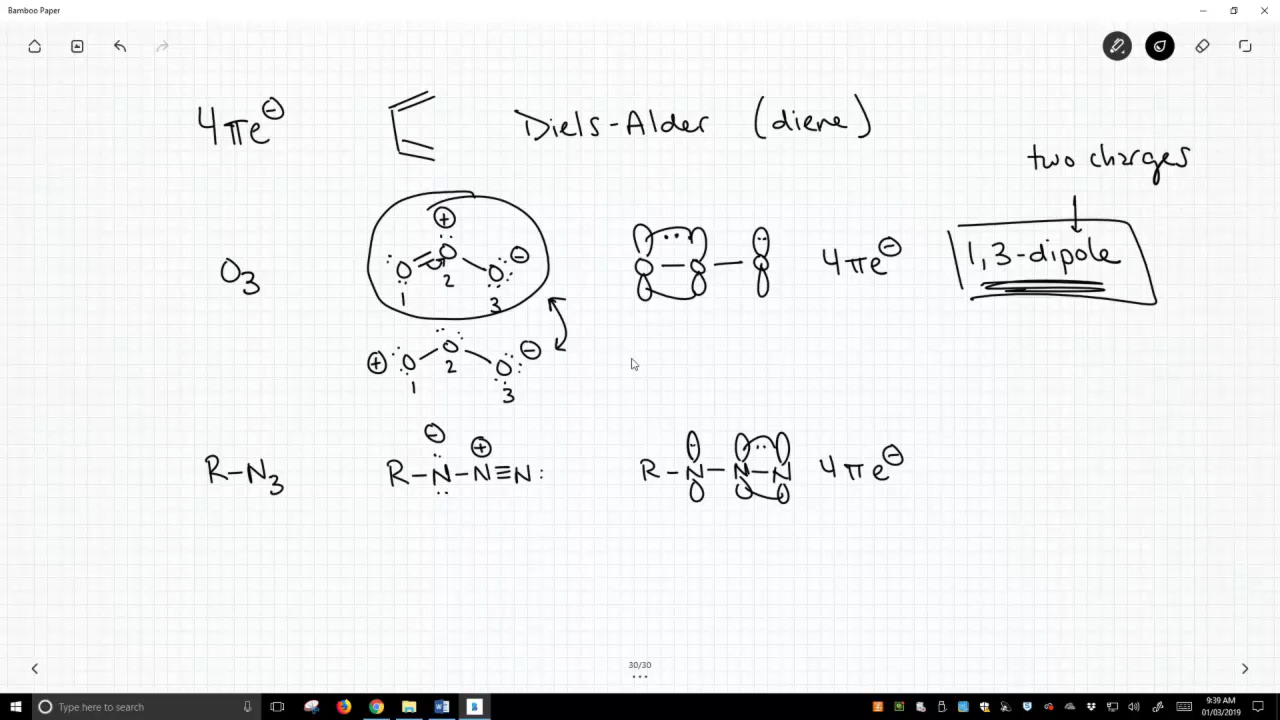 Bamboo Paper
4πe⊖ Diels-Alder (diene)
two charges
O₃ ⊕ :O=O-O: ⊖ 1 2 3 O-O-O 4πe⊖ 1,3-dipole
⊕ :O-O-O: ⊖
1 2 3
R-N₃ R-N-N≡N: ⊖ ⊕ R-N-N-N 4πe⊖
30/30
Type here to search
9:39 AM
01/03/2019